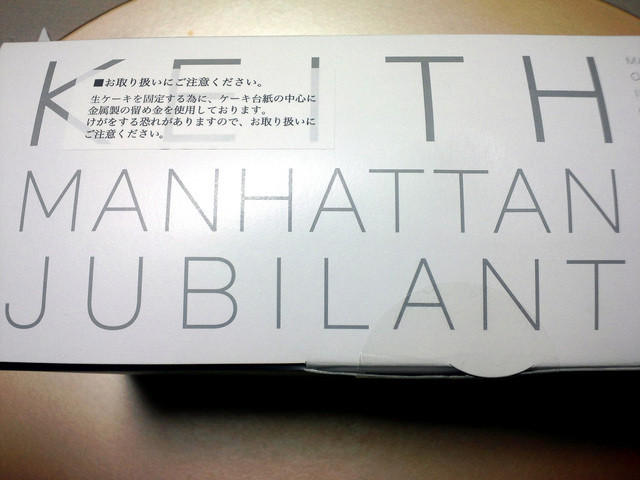 KEITH
■お取り扱いにご注意ください。
生ケーキを固定する為に、ケーキ台紙の中心に
金属製の留め金を使用しております。
けがをする恐れがありますので、お取り扱いに
ご注意ください。
MANHATTAN
JUBILANT